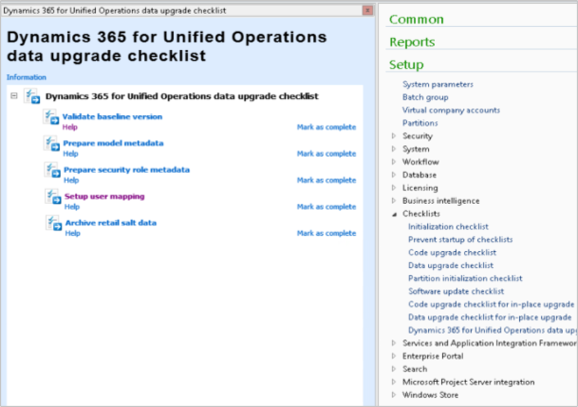 Dynamics 365 for Unified Operations data upgrade checklist
Dynamics 365 for Unified Operations
data upgrade checklist
Information
Dynamics 365 for Unified Operations data upgrade checklist
Validate baseline version
Help Mark as complete
Prepare model metadata
Help Mark as complete
Prepare security role metadata
Help Mark as complete
Setup user mapping
Help Mark as complete
Archive retail salt data
Help Mark as complete
Common
Reports
Setup
System parameters
Batch group
Virtual company accounts
Partitions
Security
System
Workflow
Database
Licensing
Business intelligence
Checklists
Initialization checklist
Prevent startup of checklists
Code upgrade checklist
Data upgrade checklist
Partition initialization checklist
Software update checklist
Code upgrade checklist for in-place upgrade
Data upgrade checklist for in-place upgrade
Dynamics 365 for Unified Operations data up
Services and Application Integration Framewor
Enterprise Portal
Search
Microsoft Project Server integration
Windows Store